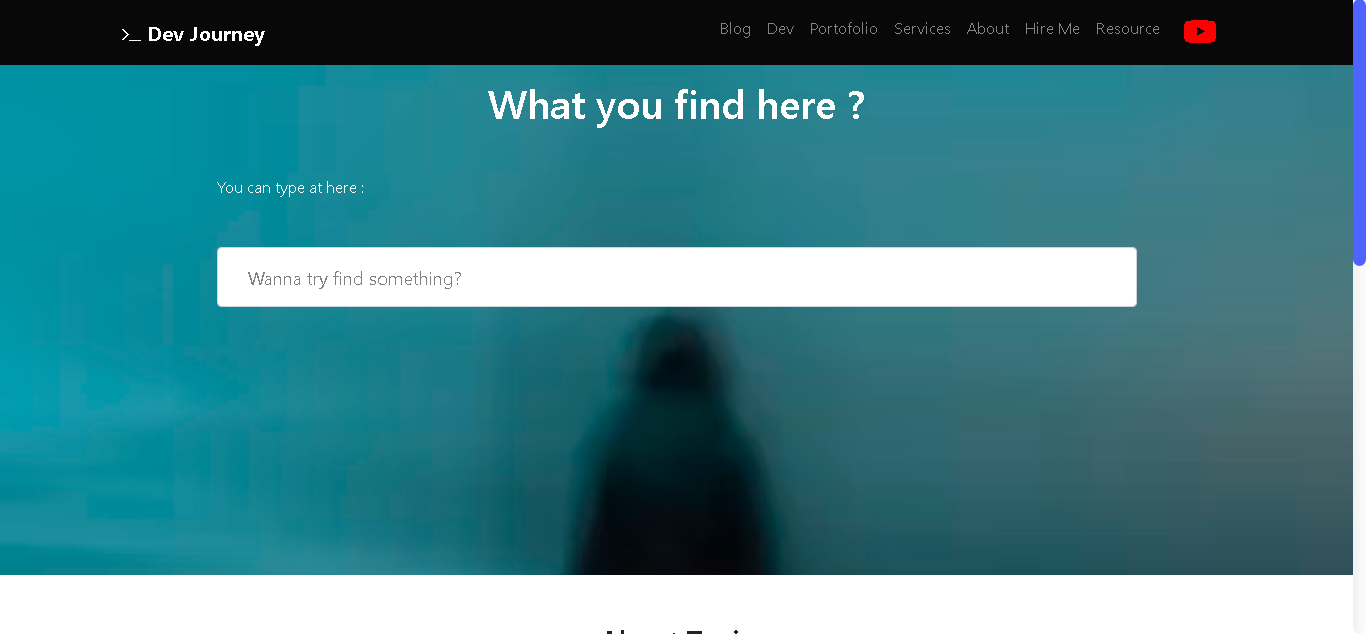 >_ Dev Journey
Blog Dev Portofolio Services About Hire Me Resource
What you find here ?
You can type at here :
Wanna try find something?